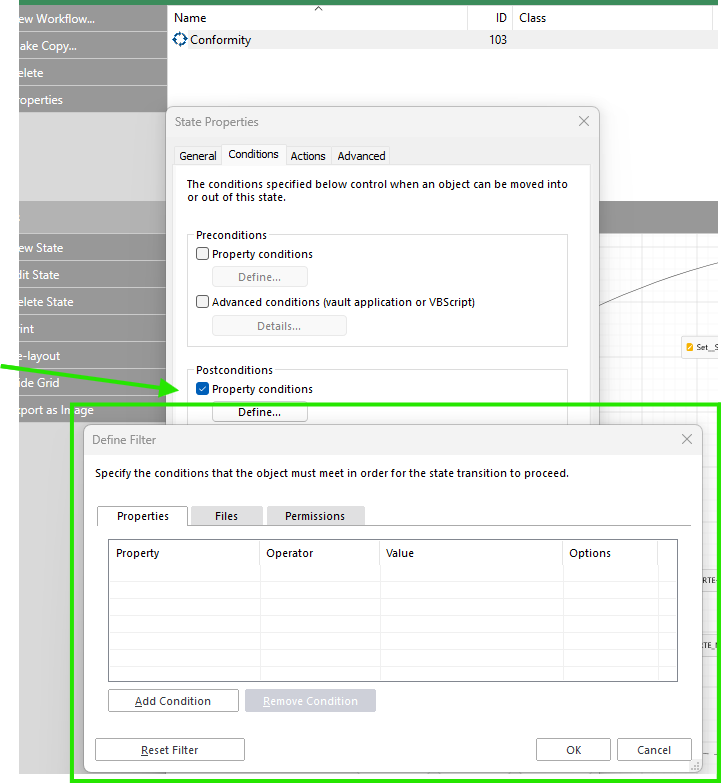 ew Workflow...
Name ID Class
ake Copy...
Conformity 103
elete
roperties
State Properties
General Conditions Actions Advanced
The conditions specified below control when an object can be moved into
or out of this state.
Preconditions
Property conditions
Define...
Advanced conditions (vault application or VBScript)
Details...
Postconditions
Property conditions
Define...
ew State
dit State
elete State
int
e-layout
ide Grid
xport as Image
Set_S
Define Filter
Specify the conditions that the object must meet in order for the state transition to proceed.
Properties Files Permissions
Property Operator Value Options
Add Condition Remove Condition
Reset Filter OK Cancel
RTE-